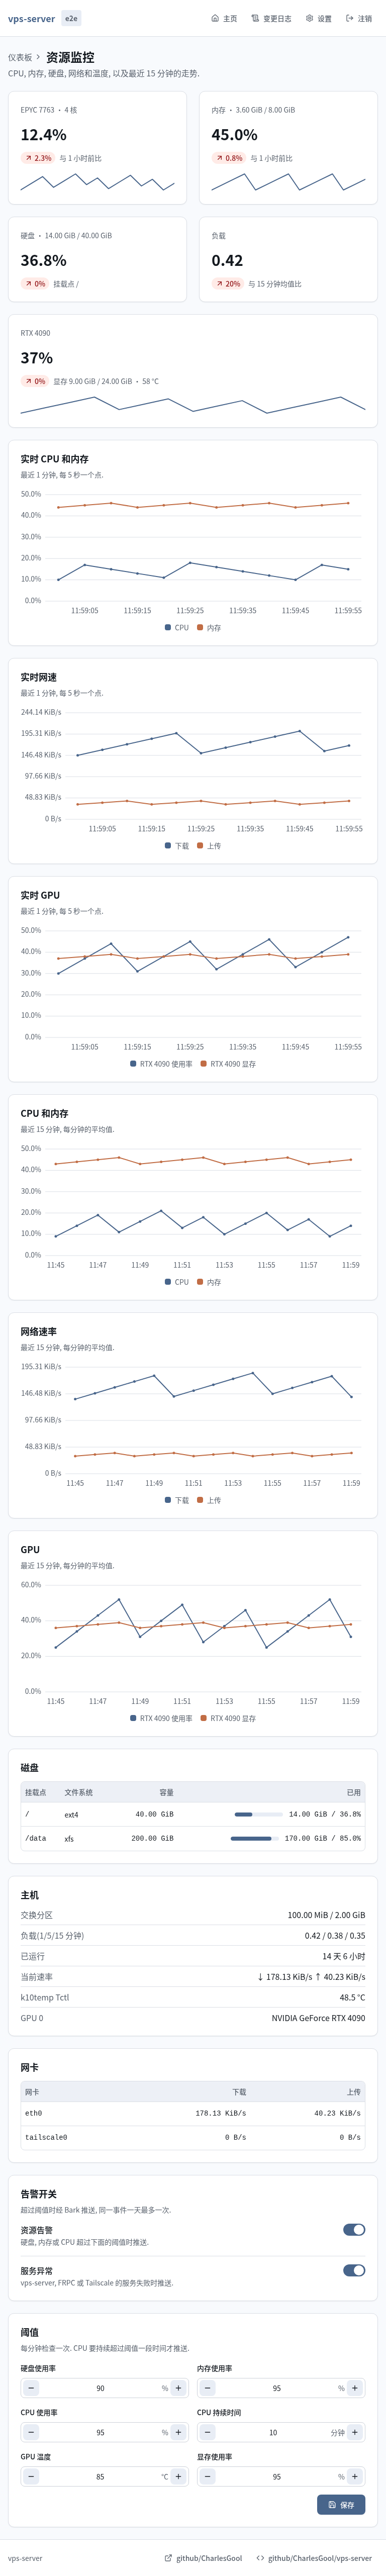 vps-server e2e 主页 变更日志 设置 注销
仪表板 资源监控
CPU, 内存, 硬盘, 网络和温度, 以及最近 15 分钟的走势.
EPYC 7763 • 4 核
12.4%
2.3% 与 1 小时前比
内存 • 3.60 GiB / 8.00 GiB
45.0%
0.8% 与 1 小时前比
硬盘 • 14.00 GiB / 40.00 GiB
36.8%
0% 挂载点 /
负载
0.42
20% 与 15 分钟均值比
RTX 4090
37%
0% 显存 9.00 GiB / 24.00 GiB • 58 °C
实时 CPU 和内存
最近 1 分钟, 每 5 秒一个点.
50.0%
40.0%
30.0%
20.0%
10.0%
0.0%
11:59:05 11:59:15 11:59:25 11:59:35 11:59:45 11:59:55
CPU 内存
实时网速
最近 1 分钟, 每 5 秒一个点.
244.14 KiB/s
195.31 KiB/s
146.48 KiB/s
97.66 KiB/s
48.83 KiB/s
0 B/s
11:59:05 11:59:15 11:59:25 11:59:35 11:59:45 11:59:55
下载 上传
实时 GPU
最近 1 分钟, 每 5 秒一个点.
50.0%
40.0%
30.0%
20.0%
10.0%
0.0%
11:59:05 11:59:15 11:59:25 11:59:35 11:59:45 11:59:55
RTX 4090 使用率 RTX 4090 显存
CPU 和内存
最近 15 分钟, 每分钟的平均值.
50.0%
40.0%
30.0%
20.0%
10.0%
0.0%
11:45 11:47 11:49 11:51 11:53 11:55 11:57 11:59
CPU 内存
网络速率
最近 15 分钟, 每分钟的平均值.
195.31 KiB/s
146.48 KiB/s
97.66 KiB/s
48.83 KiB/s
0 B/s
11:45 11:47 11:49 11:51 11:53 11:55 11:57 11:59
下载 上传
GPU
最近 15 分钟, 每分钟的平均值.
60.0%
40.0%
20.0%
0.0%
11:45 11:47 11:49 11:51 11:53 11:55 11:57 11:59
RTX 4090 使用率 RTX 4090 显存
磁盘
挂载点 文件系统 容量 已用
/ ext4 40.00 GiB 14.00 GiB / 36.8%
/data xfs 200.00 GiB 170.00 GiB / 85.0%
主机
交换分区 100.00 MiB / 2.00 GiB
负载(1/5/15 分钟) 0.42 / 0.38 / 0.35
已运行 14 天 6 小时
当前速率 ↓ 178.13 KiB/s ↑ 40.23 KiB/s
k10temp Tctl 48.5 °C
GPU 0 NVIDIA GeForce RTX 4090
网卡
网卡 下载 上传
eth0 178.13 KiB/s 40.23 KiB/s
tailscale0 0 B/s 0 B/s
告警开关
超过阈值时经 Bark 推送, 同一事件一天最多一次.
资源告警
硬盘, 内存或 CPU 超过下面的阈值时推送.
服务异常
vps-server, FRPC 或 Tailscale 的服务失败时推送.
阈值
每分钟检查一次. CPU 要持续超过阈值一段时间才推送.
硬盘使用率 内存使用率
− 90 % + − 95 % +
CPU 使用率 CPU 持续时间
− 95 % + − 10 分钟 +
GPU 温度 显存使用率
− 85 °C + − 95 % +
保存
vps-server github/CharlesGool github/CharlesGool/vps-server